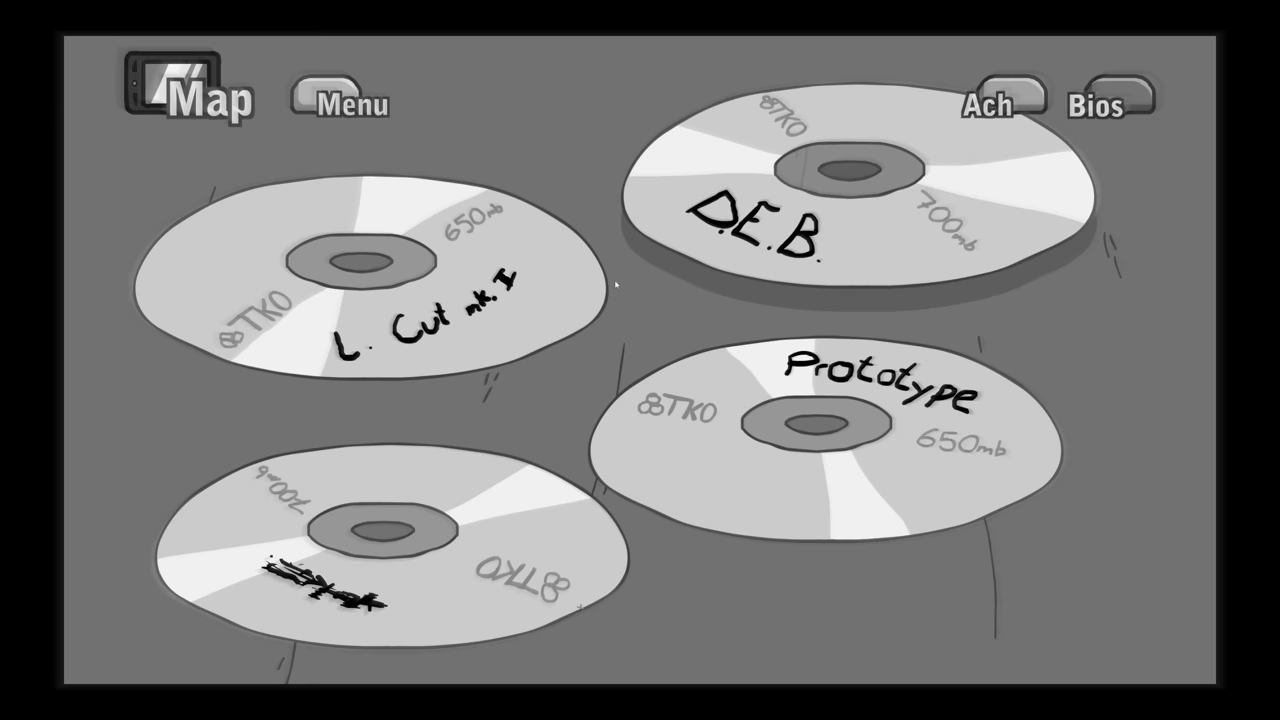 Map
Menu
Ach
Bios
8TKO
700mb
D.E.B.
650mb
8TKO
L. Cut mk. I
Prototype
8TKO
650mb
700mb
8TKO